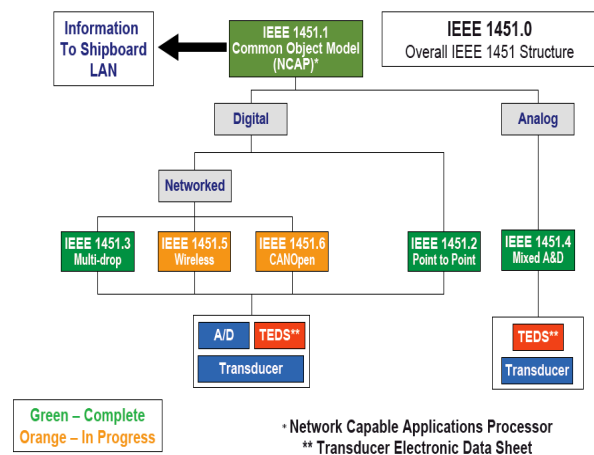 Information
To Shipboard
LAN
IEEE 1451.1
Common Object Model
(NCAP)*
IEEE 1451.0
Overall IEEE 1451 Structure
Digital
Analog
Networked
IEEE 1451.3
Multi-drop
IEEE 1451.5
Wireless
IEEE 1451.6
CANOpen
IEEE 1451.2
Point to Point
IEEE 1451.4
Mixed A&D
A/D
TEDS**
Transducer
TEDS**
Transducer
Green – Complete
Orange – In Progress
* Network Capable Applications Processor
** Transducer Electronic Data Sheet